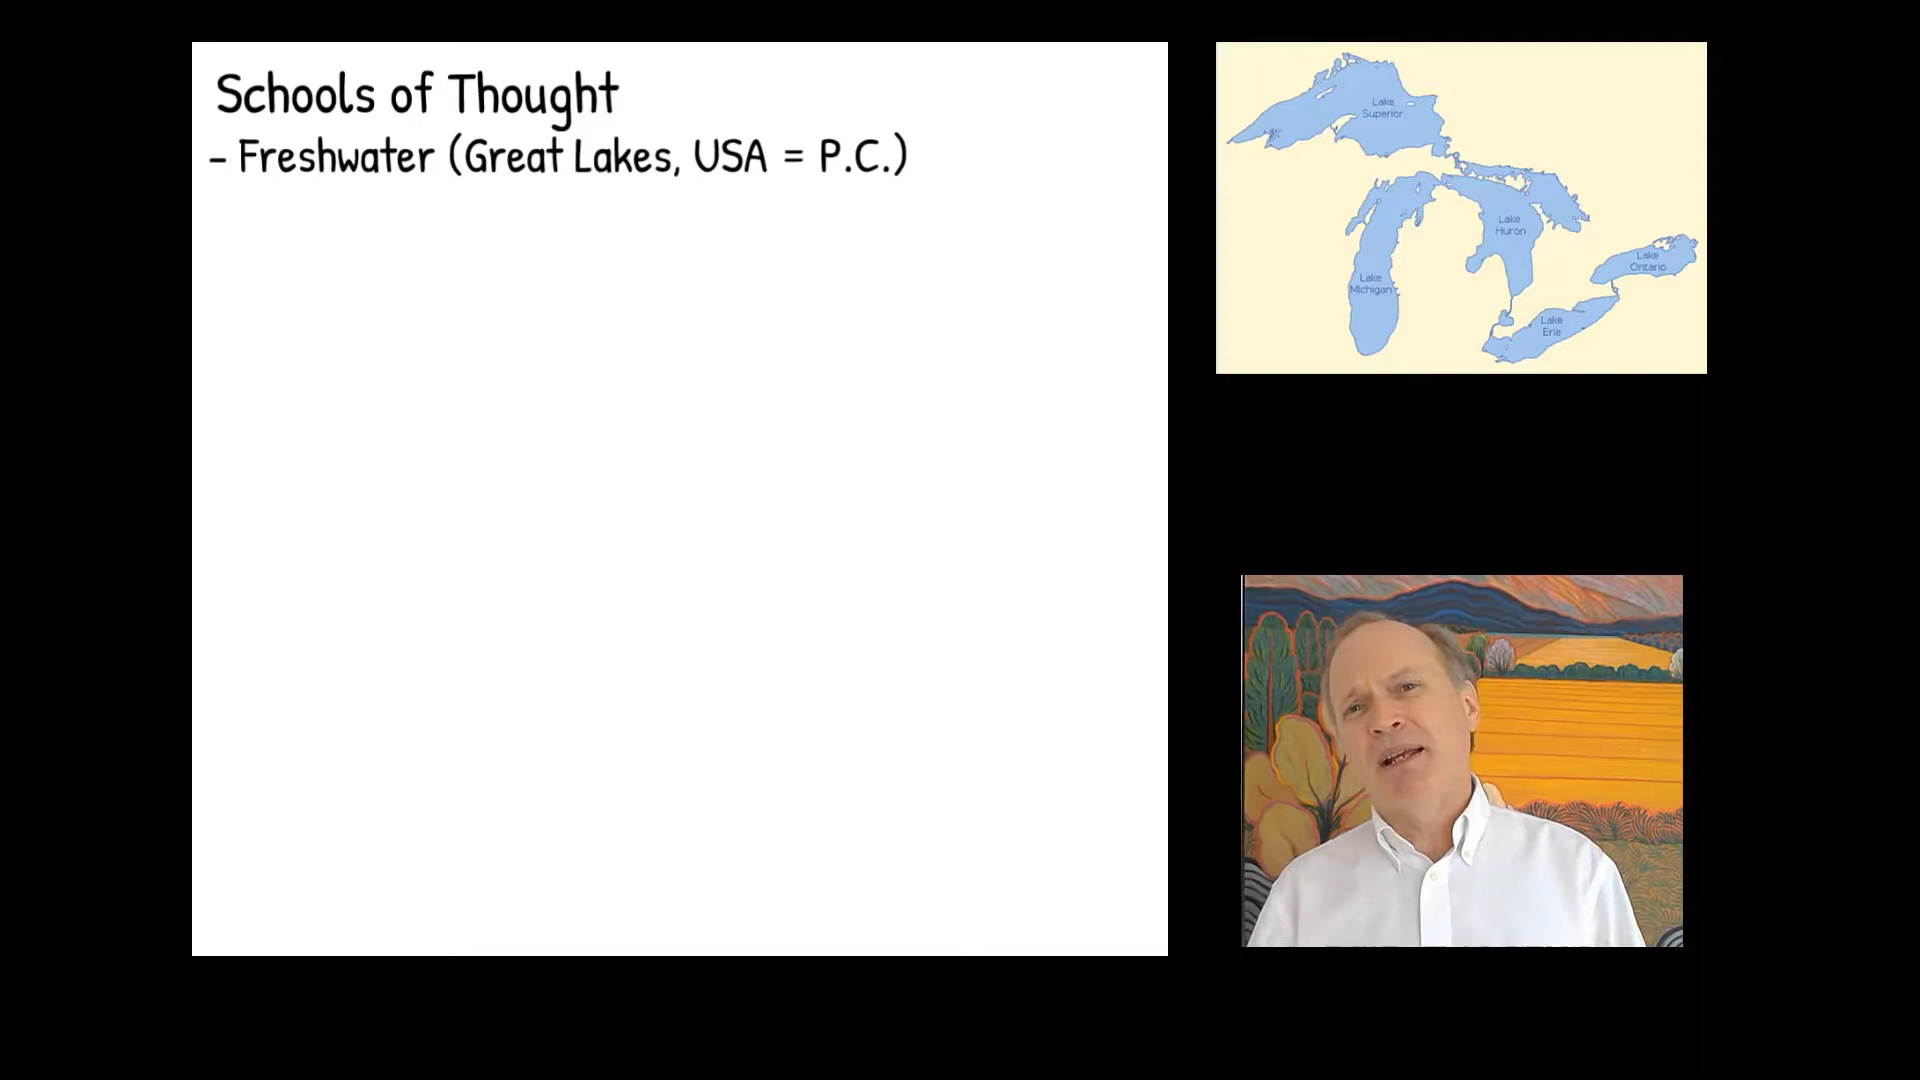 Schools of Thought
- Freshwater (Great Lakes, USA = P.C.)
Lake
Superior
Lake
Huron
Lake
Ontario
Lake
Michigan
Lake
Erie